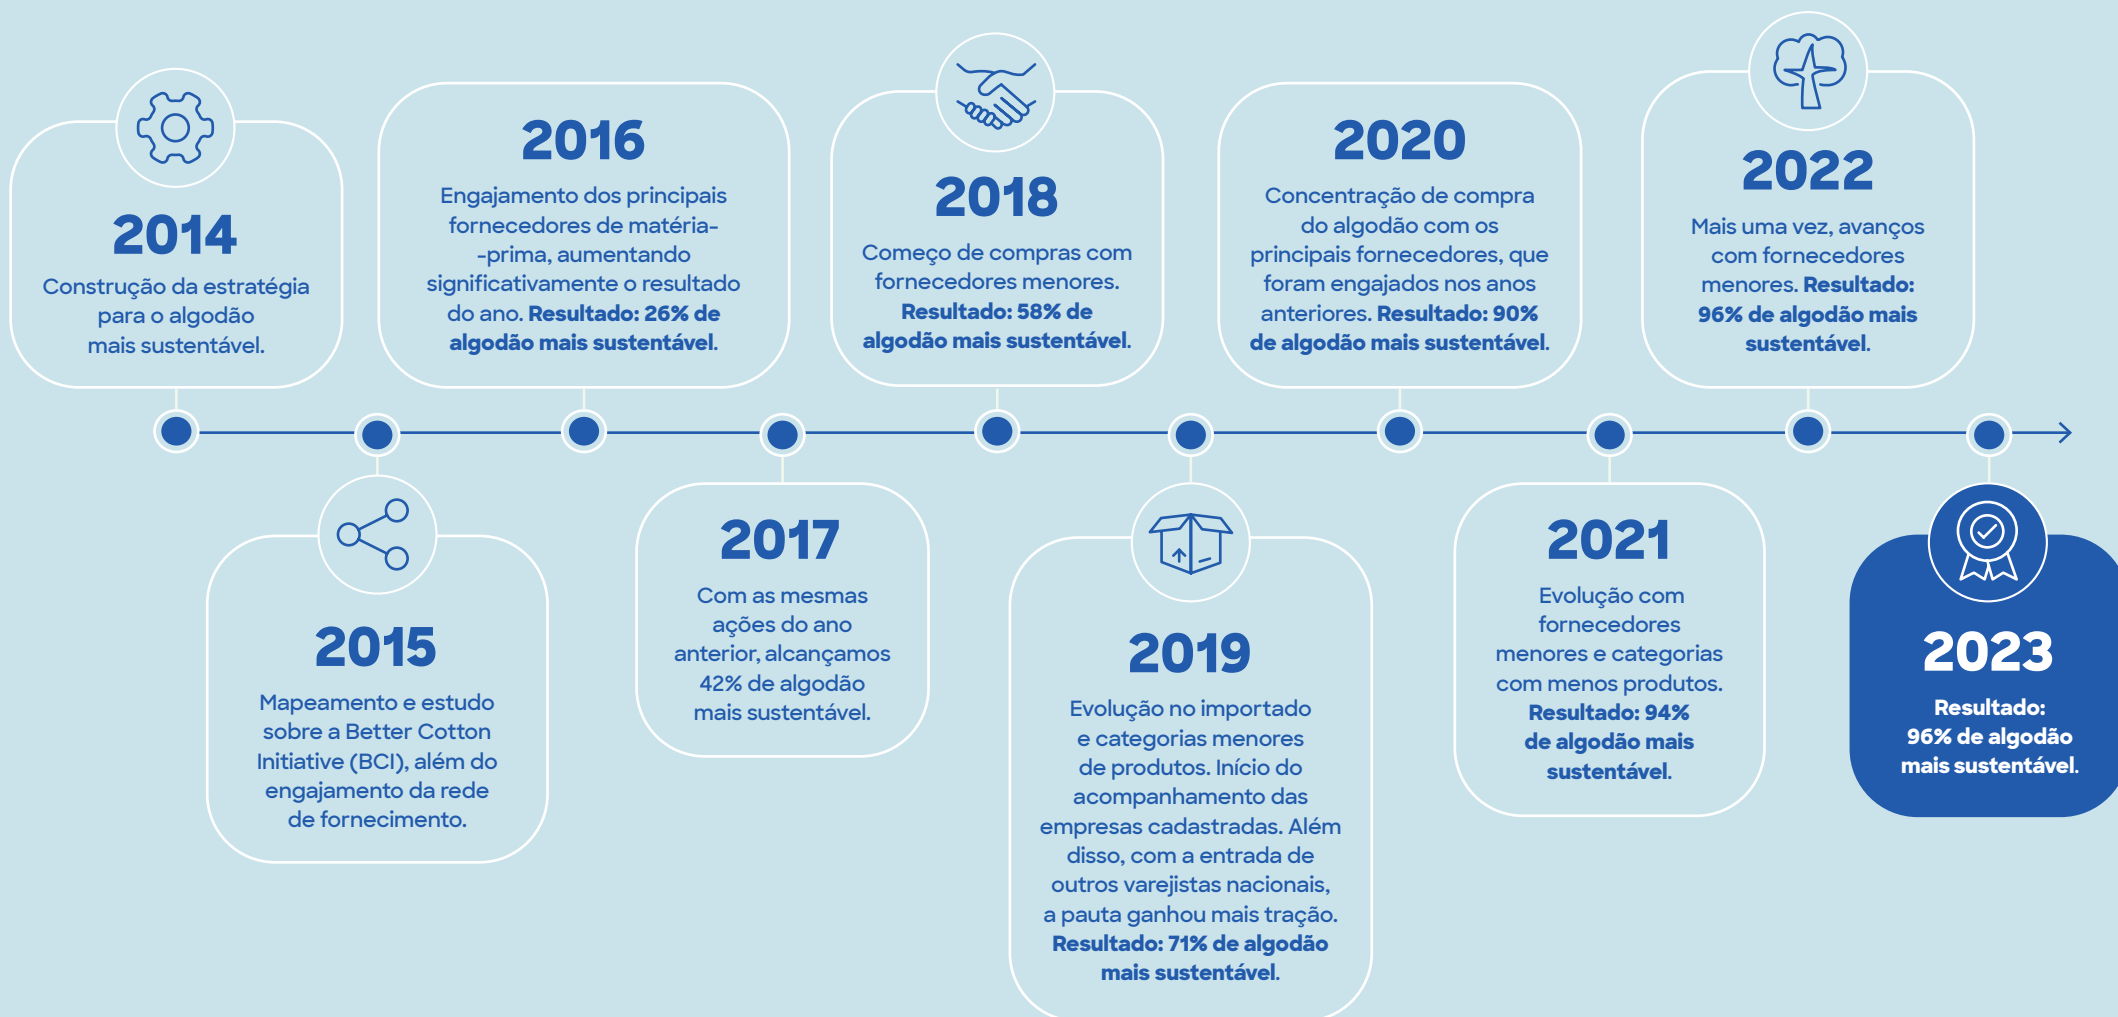 2014
Construção da estratégia
para o algodão
mais sustentável.
2015
Mapeamento e estudo
sobre a Better Cotton
Initiative (BCI), além do
engajamento da rede
de fornecimento.
2016
Engajamento dos principais
fornecedores de matéria-
-prima, aumentando
significativamente o resultado
do ano. Resultado: 26% de
algodão mais sustentável.
2017
Com as mesmas
ações do ano
anterior, alcançamos
42% de algodão
mais sustentável.
2018
Começo de compras com
fornecedores menores.
Resultado: 58% de
algodão mais sustentável.
2019
Evolução no importado
e categorias menores
de produtos. Início do
acompanhamento das
empresas cadastradas. Além
disso, com a entrada de
outros varejistas nacionais,
a pauta ganhou mais tração.
Resultado: 71% de algodão
mais sustentável.
2020
Concentração de compra
do algodão com os
principais fornecedores, que
foram engajados nos anos
anteriores. Resultado: 90%
de algodão mais sustentável.
2021
Evolução com
fornecedores
menores e categorias
com menos produtos.
Resultado: 94%
de algodão mais
sustentável.
2022
Mais uma vez, avanços
com fornecedores
menores. Resultado:
96% de algodão mais
sustentável.
2023
Resultado:
96% de algodão
mais sustentável.